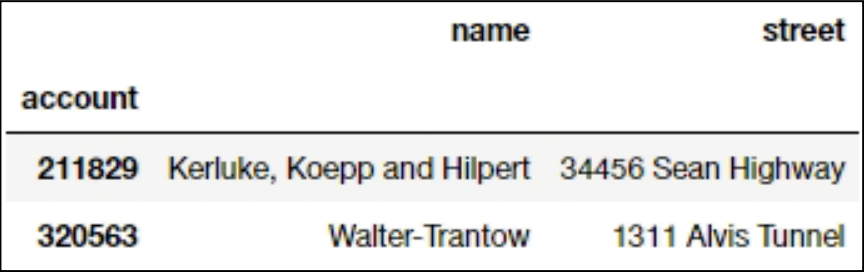 name street
account
211829 Kerluke, Koepp and Hilpert 34456 Sean Highway
320563 Walter-Trantow 1311 Alvis Tunnel